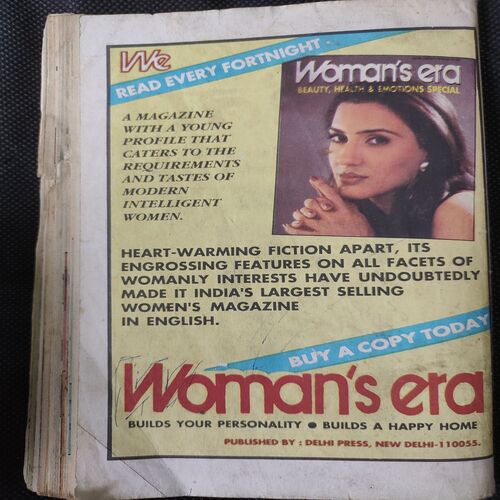 We
READ EVERY FORTNIGHT
Woman's era
BEAUTY, HEALTH & EMOTIONS SPECIAL
A MAGAZINE
WITH A YOUNG
PROFILE THAT
CATERS TO THE
REQUIREMENTS
AND TASTES OF
MODERN
INTELLIGENT
WOMEN.
HEART-WARMING FICTION APART, ITS
ENGROSSING FEATURES ON ALL FACETS OF
WOMANLY INTERESTS HAVE UNDOUBTEDLY
MADE IT INDIA'S LARGEST SELLING
WOMEN'S MAGAZINE
IN ENGLISH.
BUY A COPY TODAY
Woman's era
BUILDS YOUR PERSONALITY ● BUILDS A HAPPY HOME
PUBLISHED BY : DELHI PRESS, NEW DELHI-110055.